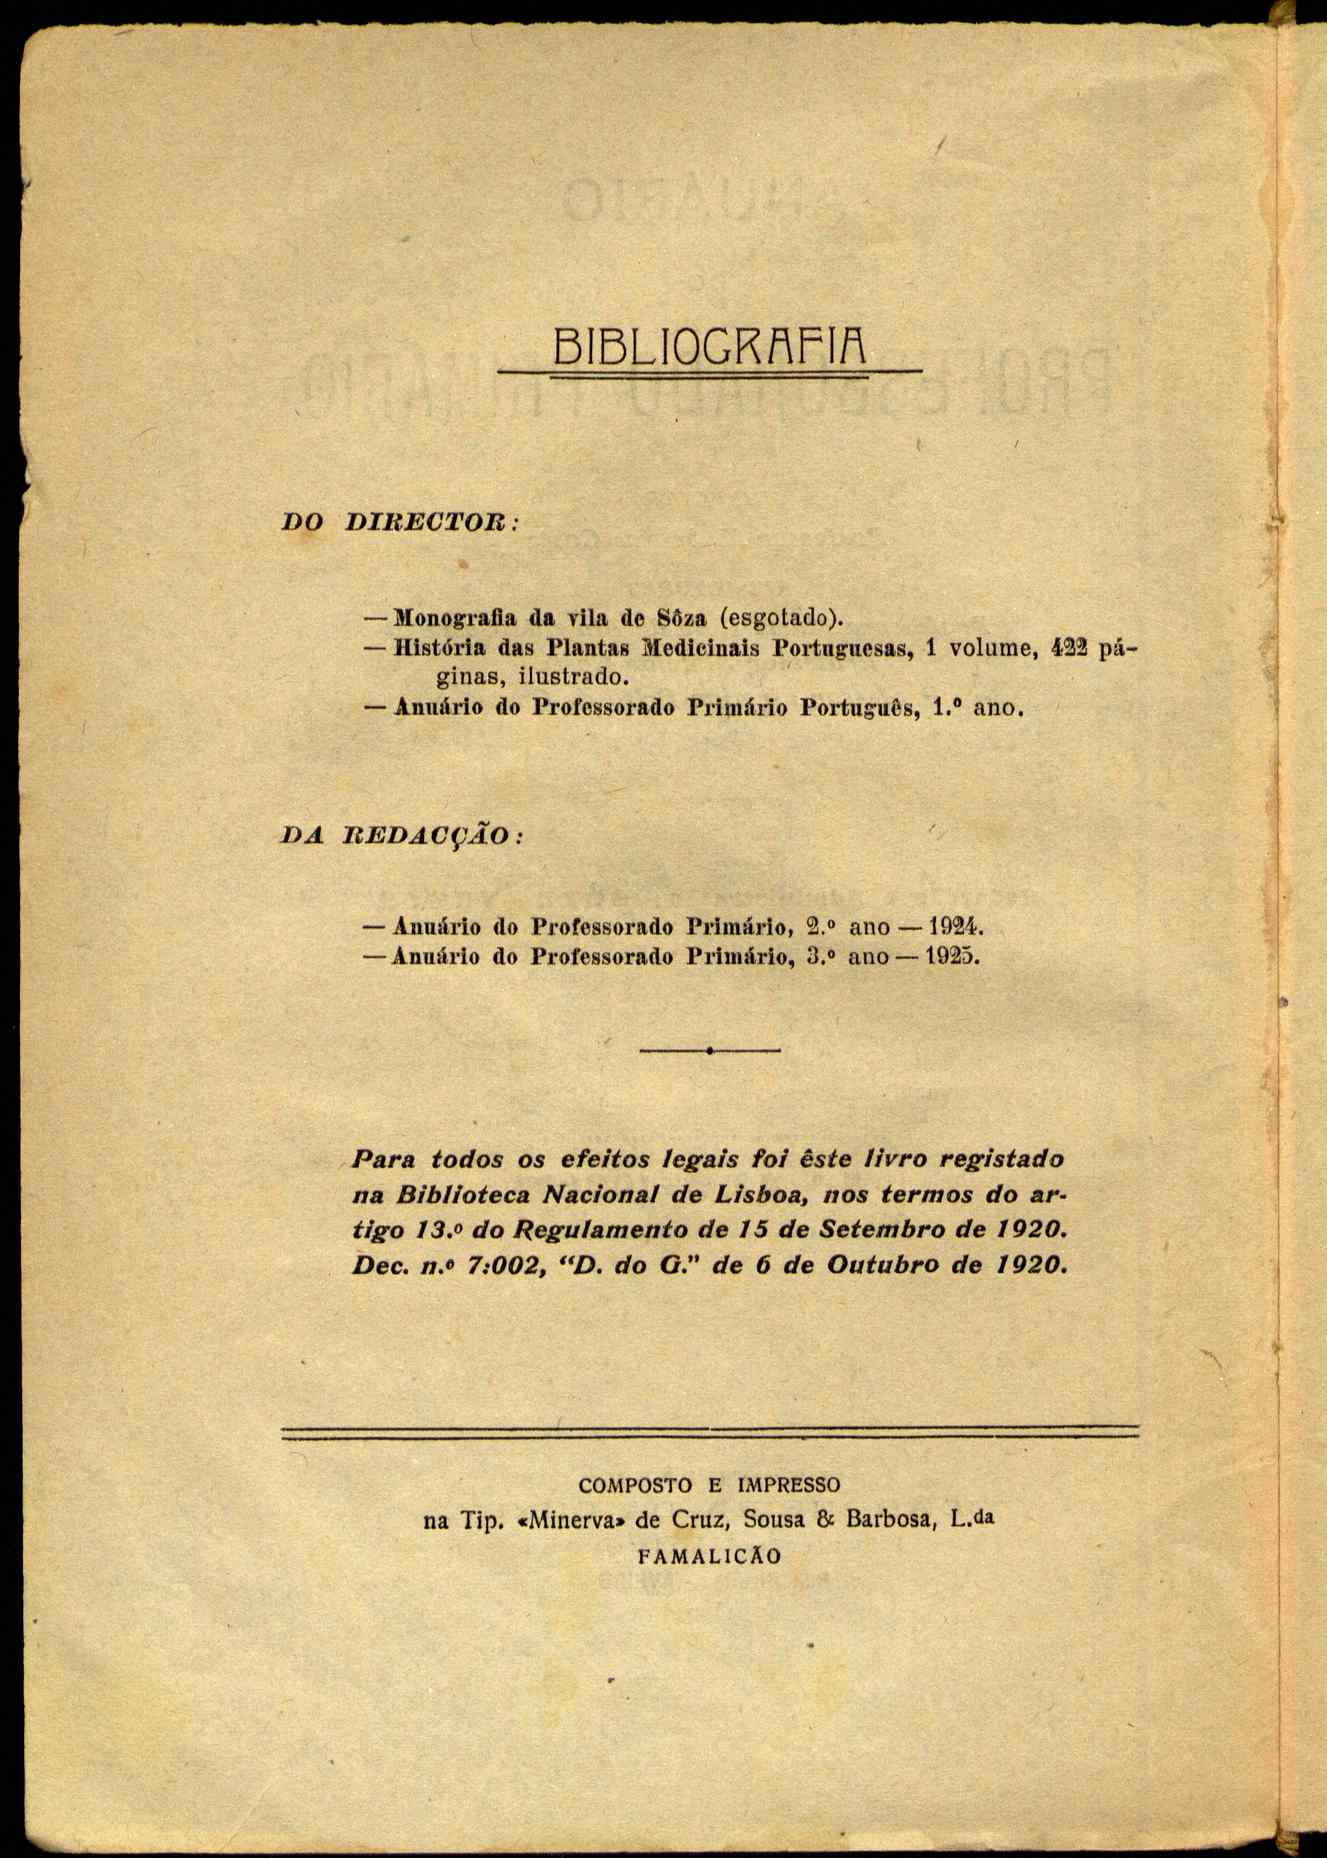 BIBLIOGRAFIA
DO DIRECTOR:
— Monografia da vila de Sôza (esgotado).
— História das Plantas Medicinais Portuguesas, 1 volume, 422 pá-
ginas, ilustrado.
— Anuário do Professorado Primário Português, 1.º ano.
DA REDACÇÃO:
— Anuário do Professorado Primário, 2.º ano — 1924.
— Anuário do Professorado Primário, 3.º ano — 1925.
Para todos os efeitos legais foi êste livro registado
na Biblioteca Nacional de Lisboa, nos termos do ar-
tigo 13.º do Regulamento de 15 de Setembro de 1920.
Dec. n.º 7:002, “D. do G.” de 6 de Outubro de 1920.
COMPOSTO E IMPRESSO
na Tip. «Minerva» de Cruz, Sousa & Barbosa, L.da
FAMALICÃO